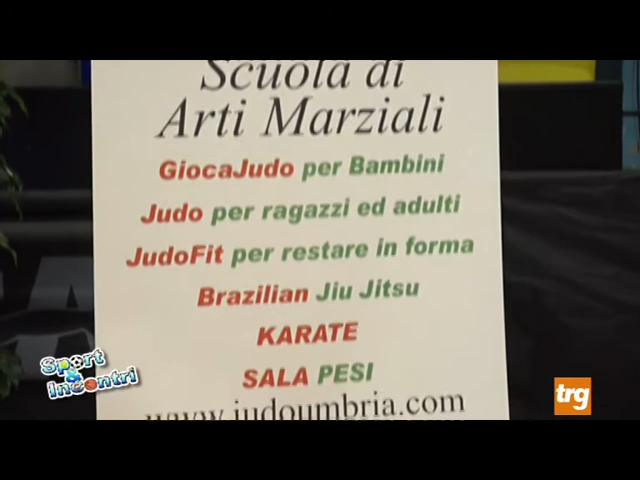 Scuola di
Arti Marziali
GiocaJudo per Bambini
Judo per ragazzi ed adulti
JudoFit per restare in forma
Brazilian Jiu Jitsu
KARATE
SALA PESI
www.judoumbria.com
Sport
&
Incontri
trg